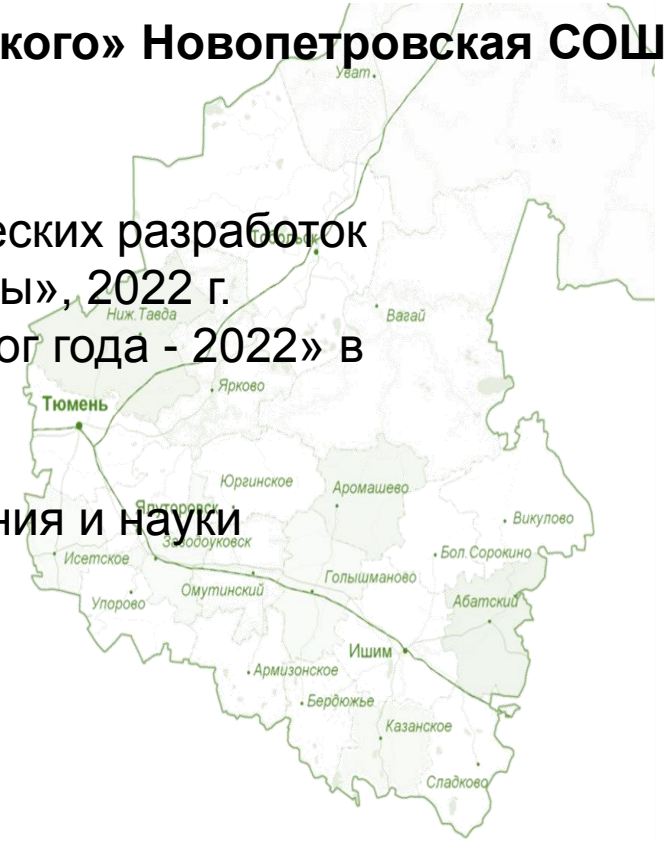 кого» Новопетровская СОШ
Уват
еских разработок
Тобольск
ы», 2022 г.
Ниж.Тавда
Вагай
ог года - 2022» в
Ярково
Тюмень
Юргинское
Аромашево
Ялуторовск
ния и науки
Викулово
Заводоуковск
Исетское
Бол.Сорокино
Голышманово
Омутинский
Упорово
Абатский
Ишим
Армизонское
Бердюжье
Казанское
Сладково